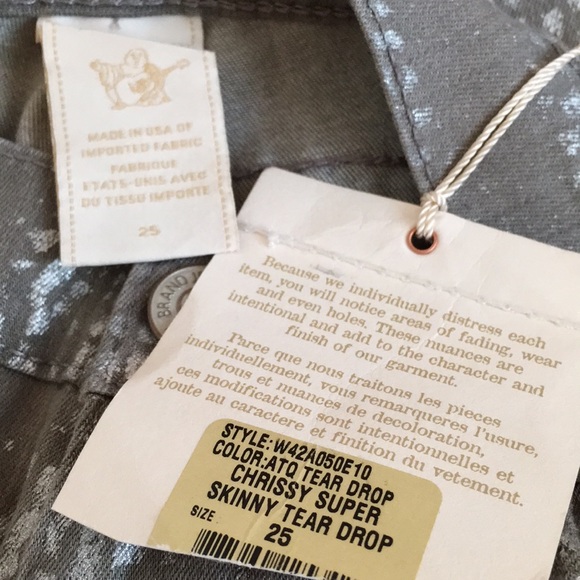 MADE IN USA OF
IMPORTED FABRIC
FABRIQUE
ETATS-UNIS AVEC
DU TISSU IMPORTE
25
BRAND
Because we individually distress each
item, you will notice areas of fading, wear
and even holes. These nuances are
intentional and add to the character and
finish of our garment.
Parce que nous traitons les pieces
individuellement, vous remarqueres l'usure,
trous et nuances de decoloration,
ces modifications sont intentionnelles et
ajoute au caractere et finition du vetement.
STYLE:W42A050E10
COLOR:ATQ TEAR DROP
CHRISSY SUPER
SKINNY TEAR DROP
SIZE 25